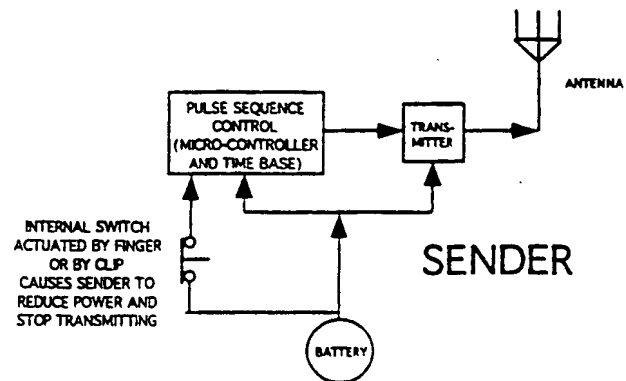 ANTENNA
PULSE SEQUENCE
CONTROL
(MICRO-CONTROLLER
AND TIME BASE)
TRANS-
MITTER
INTERNAL SWITCH
ACTUATED BY FINGER
OR BY CLIP
CAUSES SENDER TO
REDUCE POWER AND
STOP TRANSMITTING
SENDER
BATTERY